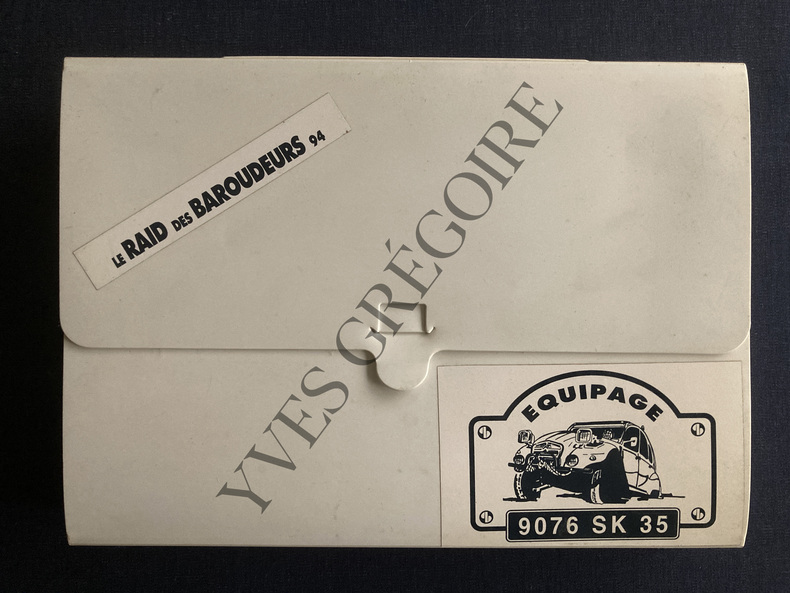 LE RAID DES BAROUDEURS 94
YVES GRÉGOIRE
EQUIPAGE
9076 SK 35